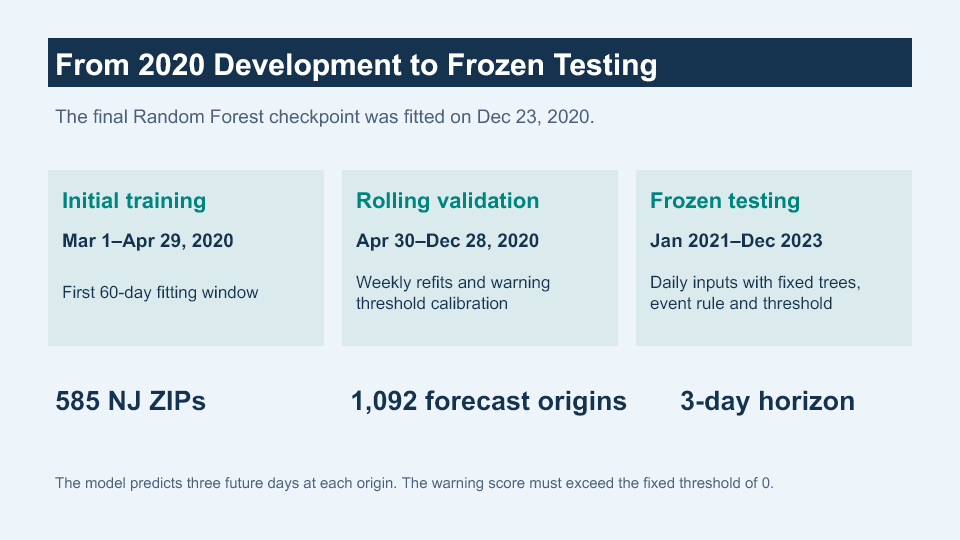 From 2020 Development to Frozen Testing
The final Random Forest checkpoint was fitted on Dec 23, 2020.
Initial training
Mar 1–Apr 29, 2020
First 60-day fitting window
Rolling validation
Apr 30–Dec 28, 2020
Weekly refits and warning
threshold calibration
Frozen testing
Jan 2021–Dec 2023
Daily inputs with fixed trees,
event rule and threshold
585 NJ ZIPs
1,092 forecast origins
3-day horizon
The model predicts three future days at each origin. The warning score must exceed the fixed threshold of 0.